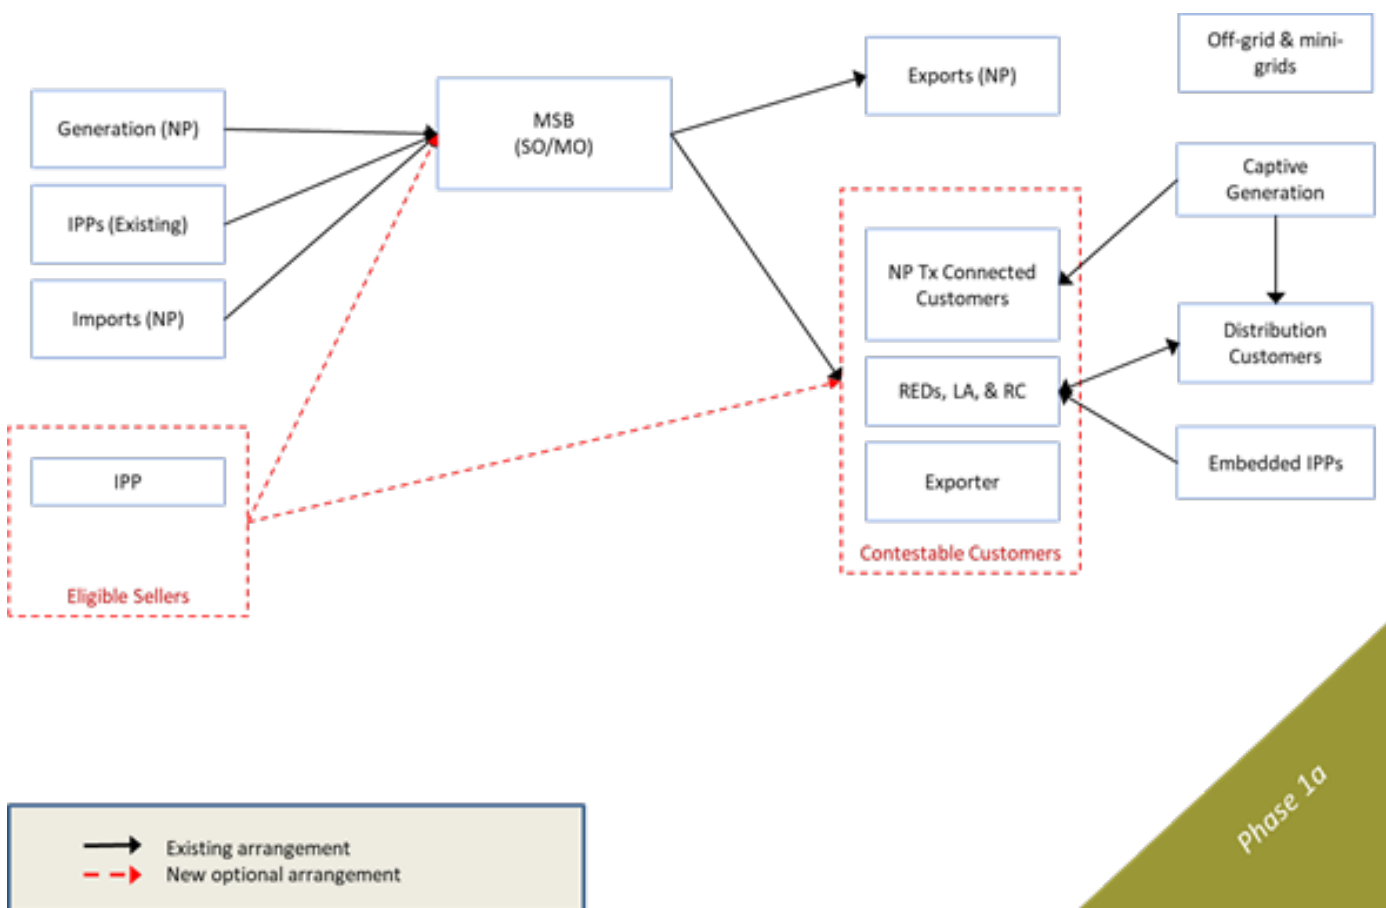 Off-grid & mini-
grids
Exports (NP)
MSB
(SO/MO)
Generation (NP)
Captive
Generation
IPPs (Existing)
NP Tx Connected
Customers
Imports (NP)
Distribution
Customers
REDs, LA, & RC
Embedded IPPs
IPP
Exporter
Contestable Customers
Eligible Sellers
Phase 1a
Existing arrangement
New optional arrangement